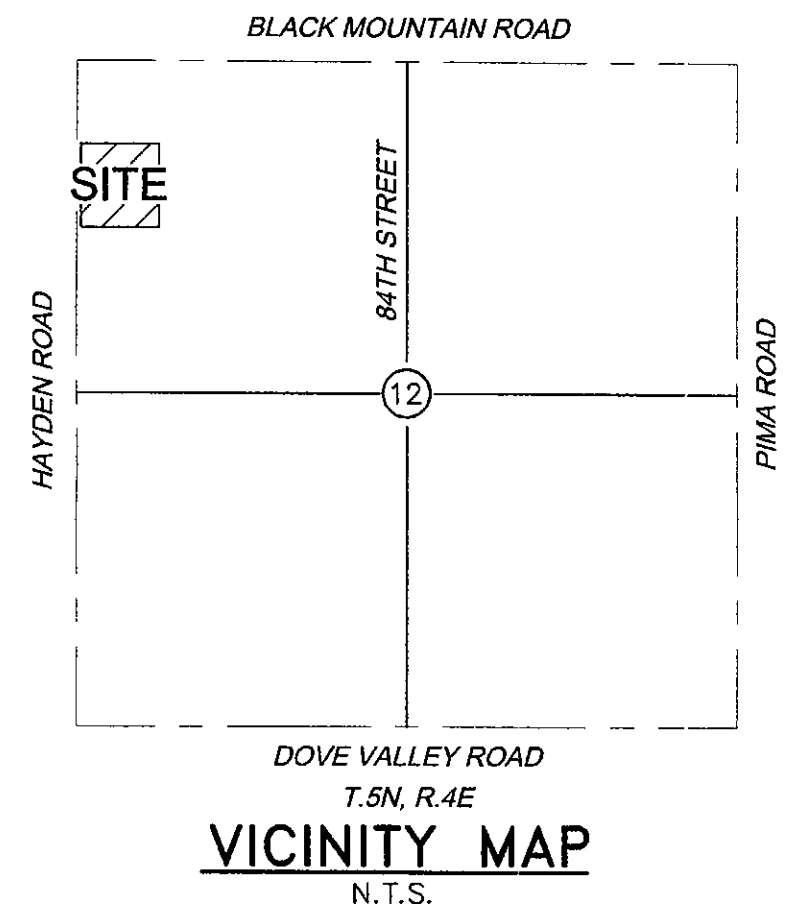 BLACK MOUNTAIN ROAD
SITE
84TH STREET
HAYDEN ROAD
12
PIMA ROAD
DOVE VALLEY ROAD
T.5N, R.4E
VICINITY MAP
N.T.S.